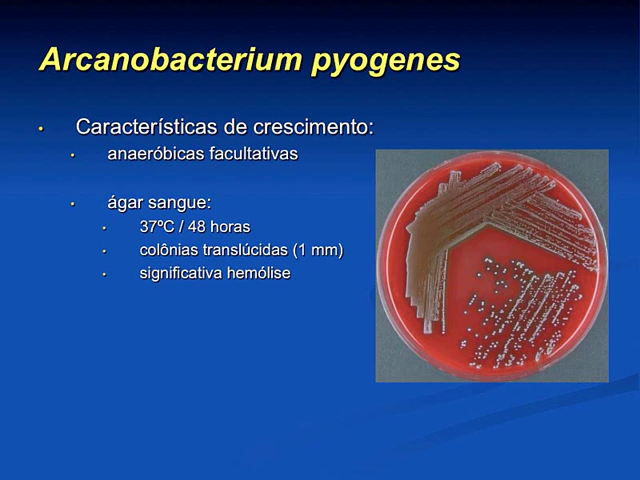 Arcanobacterium pyogenes
• Características de crescimento:
• anaeróbicas facultativas
• ágar sangue:
• 37ºC / 48 horas
• colônias translúcidas (1 mm)
• significativa hemólise